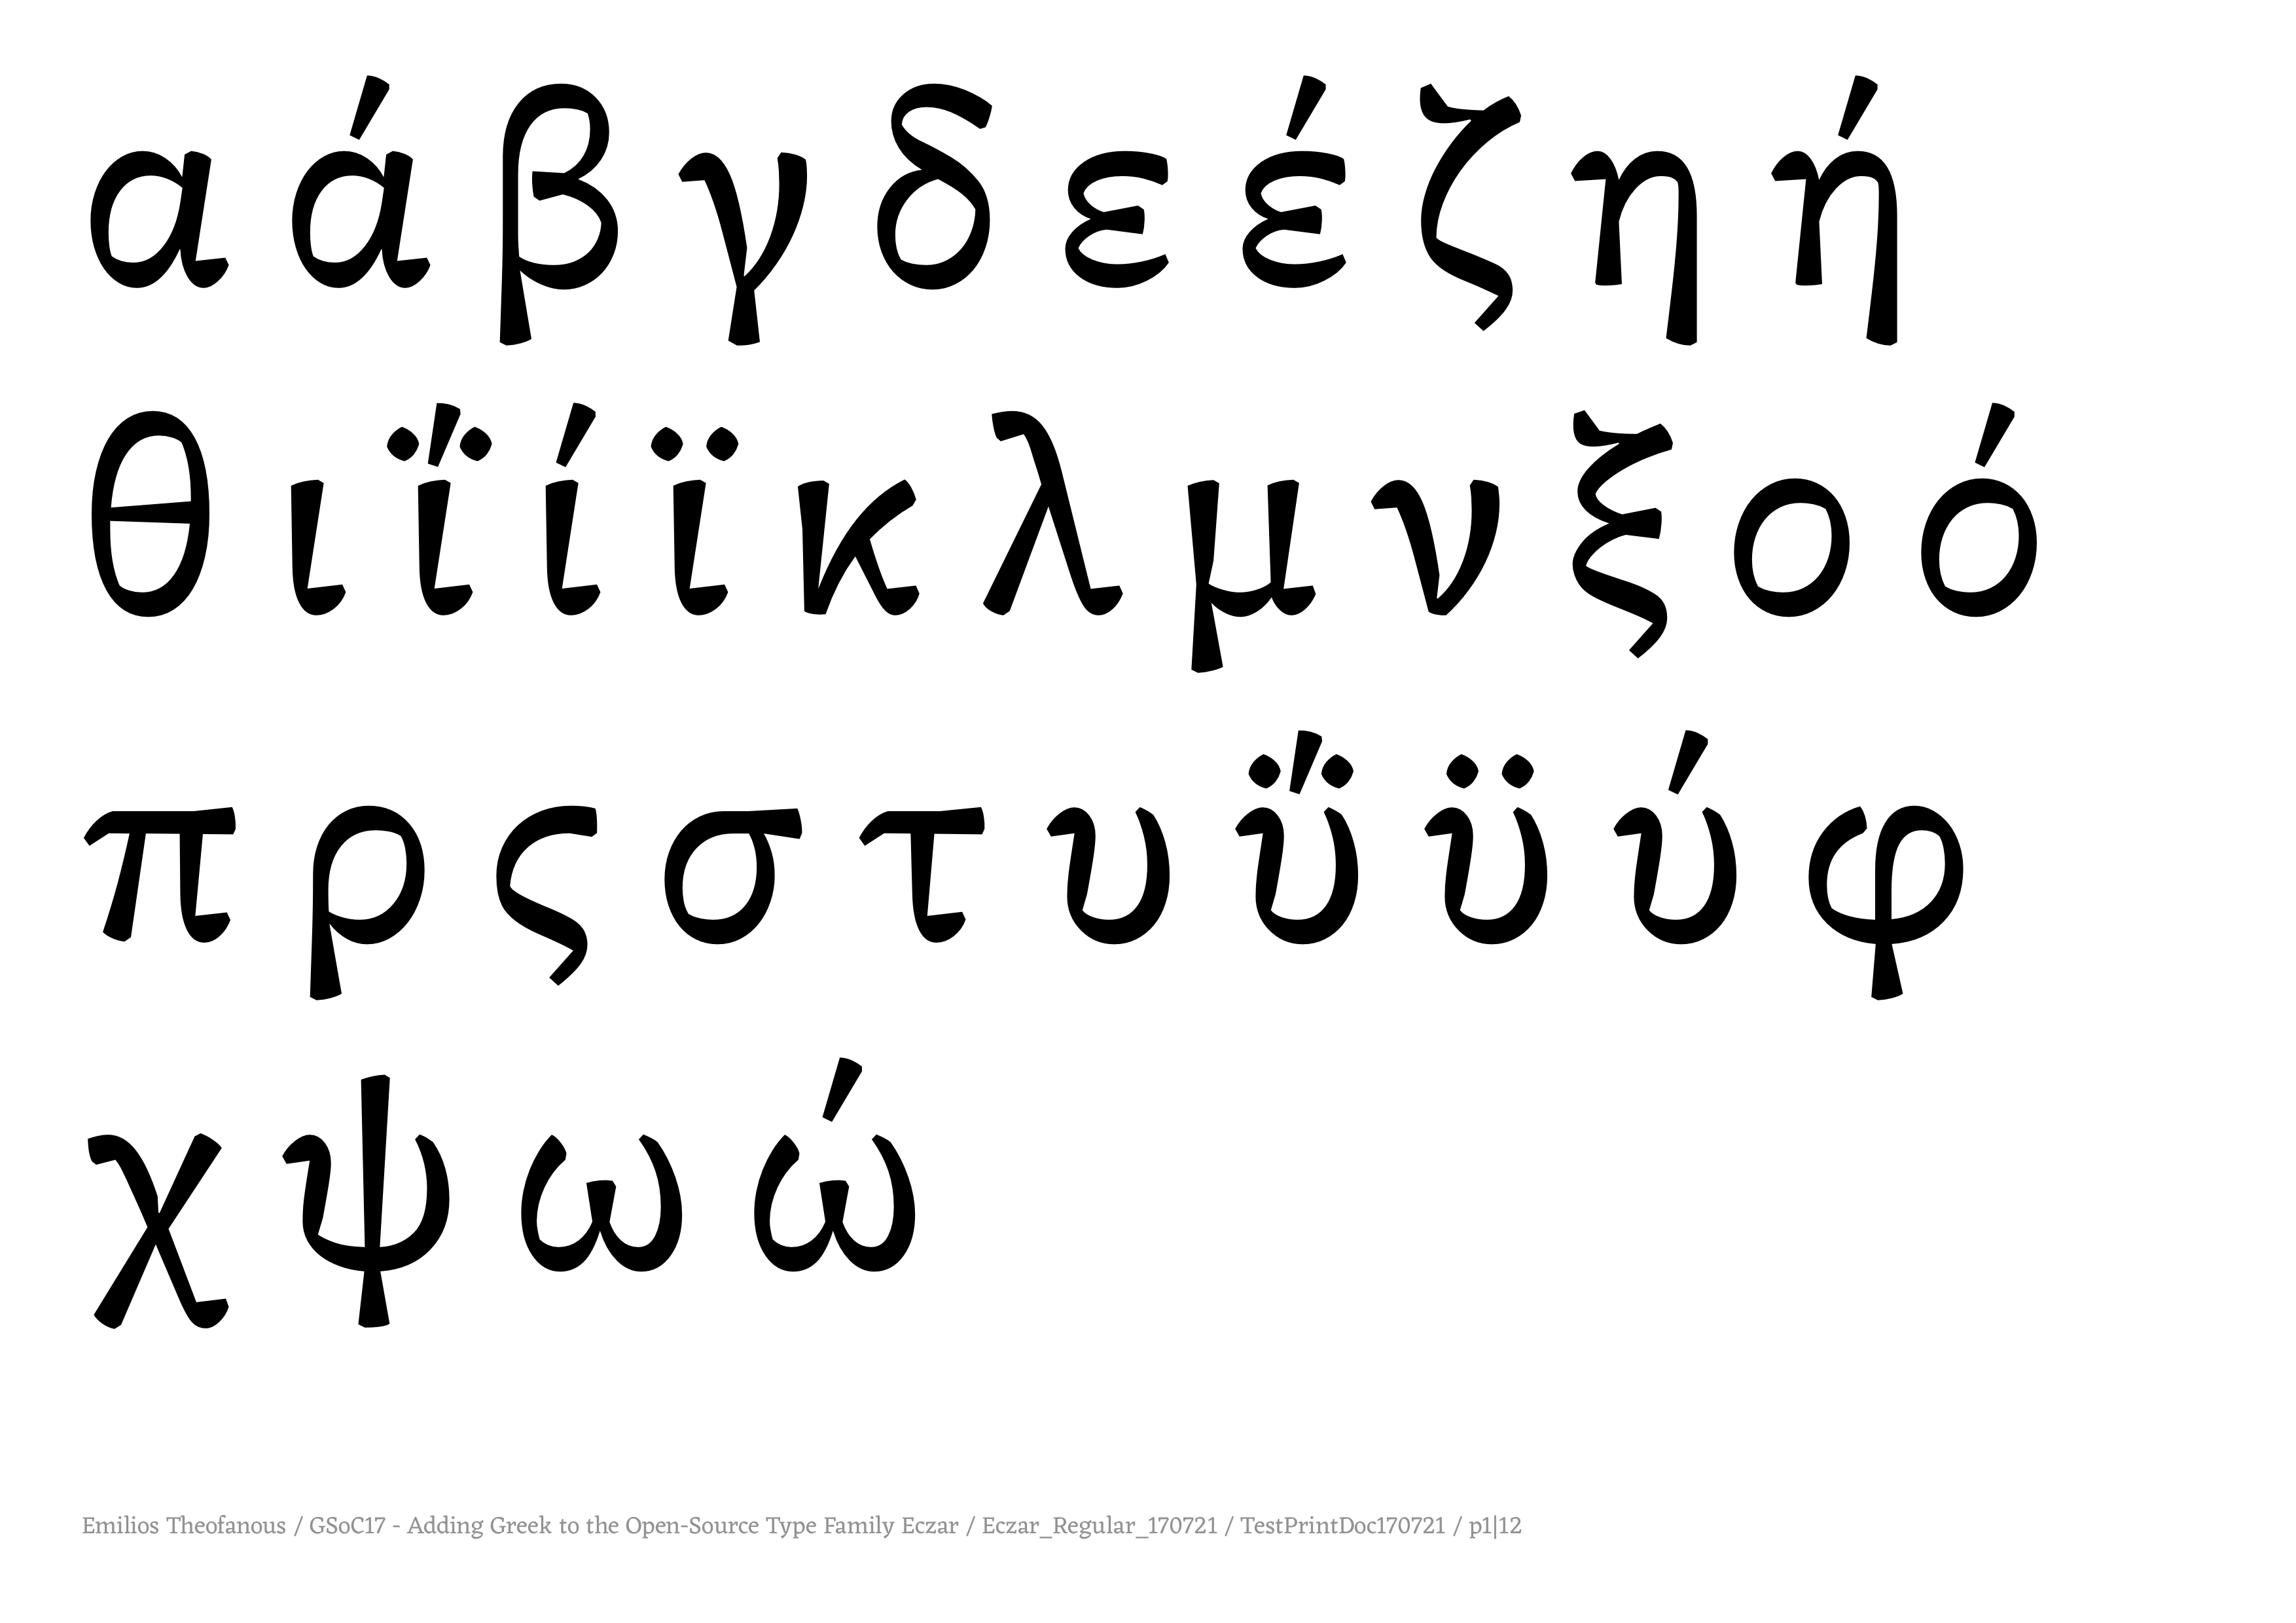 α ά β γ δ ε έ ζ η ή
θ ι ΐ ί ϊ κ λ μ ν ξ ο ό
π ρ ς σ τ υ ΰ ϋ ύ φ
χ ψ ω ώ
Emilios Theofanous / GSoC17 - Adding Greek to the Open-Source Type Family Eczar / Eczar_Regular_170721 / TestPrintDoc170721 / p1|12